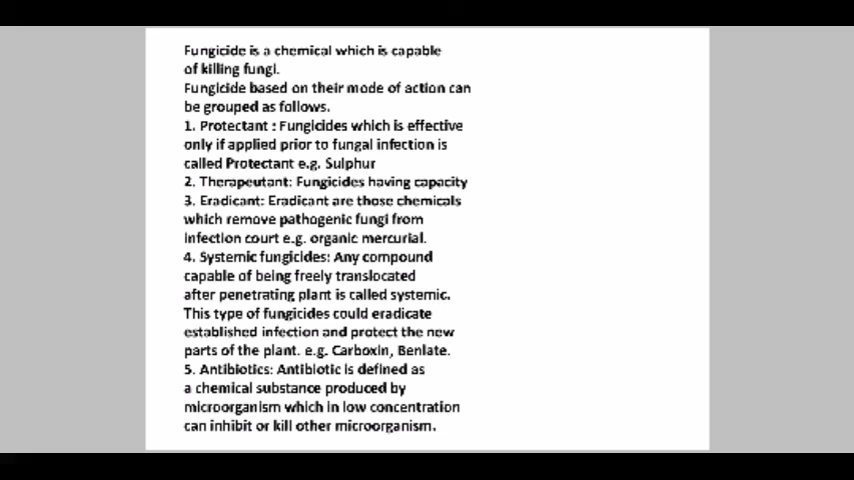 Fungicide is a chemical which is capable
of killing fungi.
Fungicide based on their mode of action can
be grouped as follows.
1. Protectant : Fungicides which is effective
only if applied prior to fungal infection is
called Protectant e.g. Sulphur
2. Therapeutant: Fungicides having capacity
3. Eradicant: Eradicant are those chemicals
which remove pathogenic fungi from
infection court e.g. organic mercurial.
4. Systemic fungicides: Any compound
capable of being freely translocated
after penetrating plant is called systemic.
This type of fungicides could eradicate
established infection and protect the new
parts of the plant. e.g. Carboxin, Benlate.
5. Antibiotics: Antibiotic is defined as
a chemical substance produced by
microorganism which in low concentration
can inhibit or kill other microorganism.